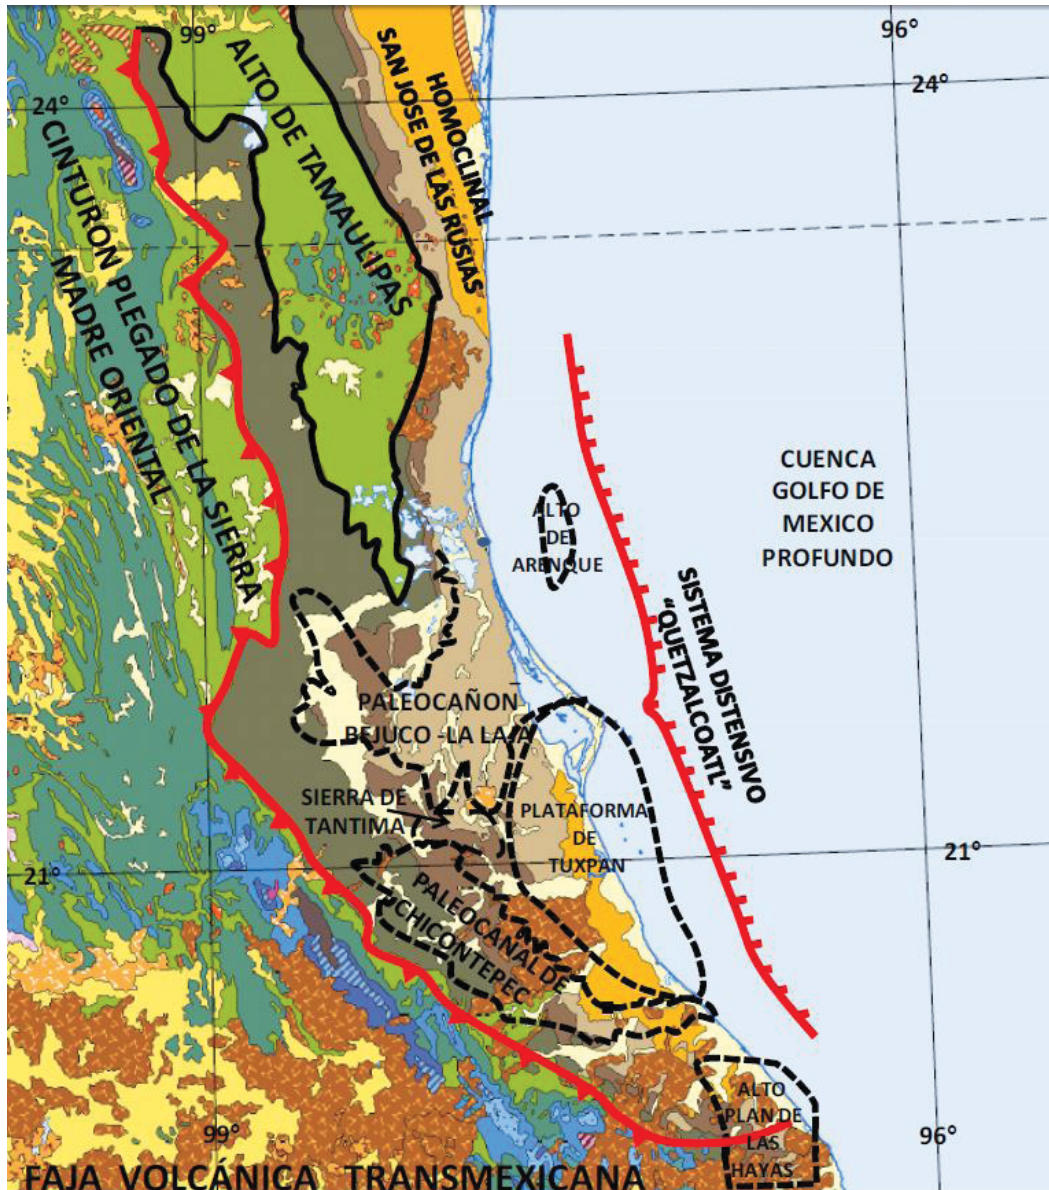 99°
96°
24°
24°
ALTO DE TAMAULIPAS
HOMOCLINAL
SAN JOSE DE LAS RUSIAS
CINTURON PLEGADO DE LA SIERRA
MADRE ORIENTAL
CUENCA
GOLFO DE
MEXICO
PROFUNDO
ALTO
DE
ARENQUE
SISTEMA DISTENSIVO
“QUETZALCOATL”
PALEOCAÑON
BEJUCO -LA LAJA
SIERRA DE
TANTIMA
PLATAFORMA
DE
TUXPAN
21°
21°
PALEOCANAL DE
CHICONTEPEC
ALTO
PLAN DE
LAS
HAYAS
99°
96°
FAJA VOLCÁNICA TRANSMEXICANA